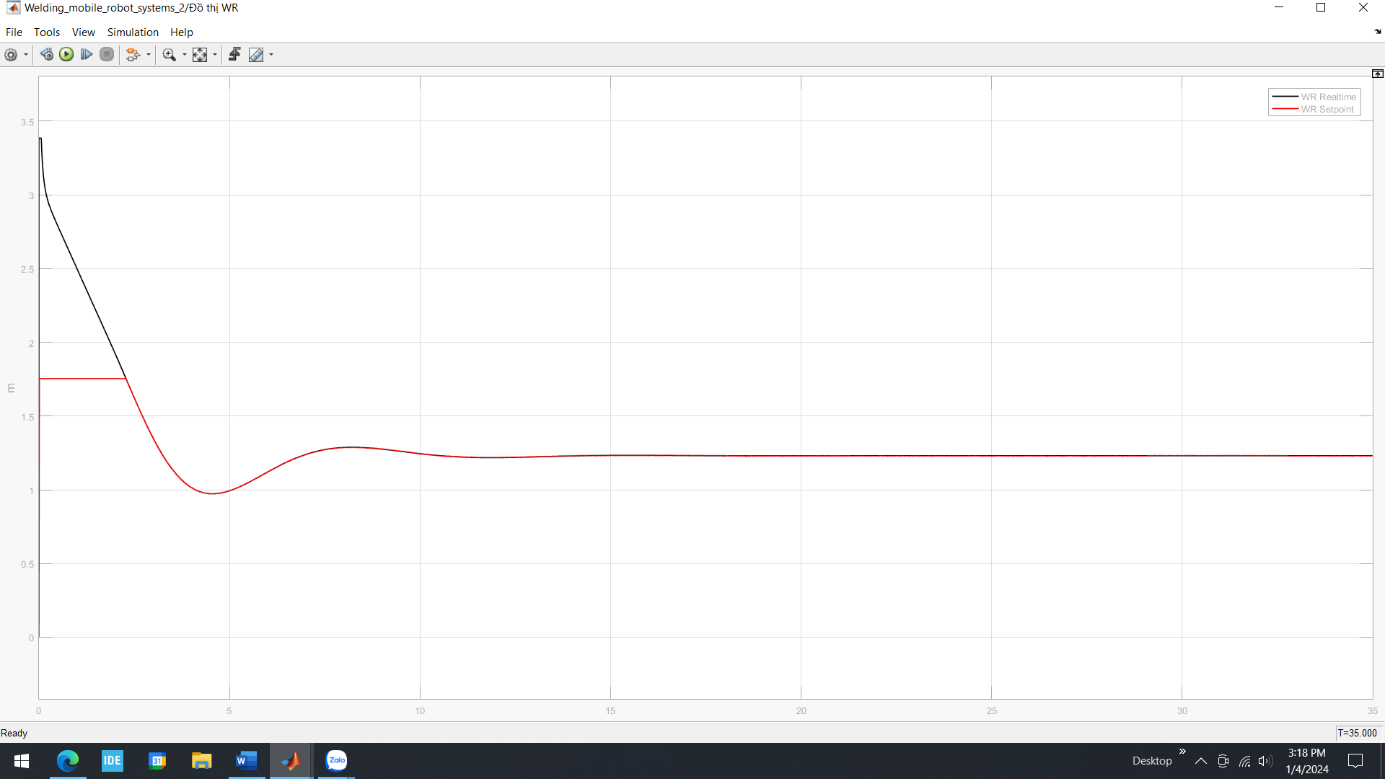 Welding_mobile_robot_systems_2/Đồ thị WR
File Tools View Simulation Help
WR Realtime
WR Setpoint
3.5
3
2.5
2
m
1.5
1
0.5
0
0 5 10 15 20 25 30 35
Ready
T=35.000
IDE
31
W
Zalo
Desktop
3:18 PM
1/4/2024